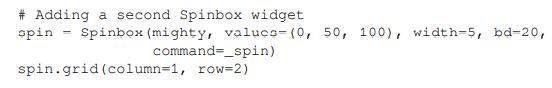 # Adding a second Spinbox widget
spin = Spinbox(mighty, values=(0, 50, 100), width=5, bd=20,
command=_spin)
spin.grid(column=1, row=2)